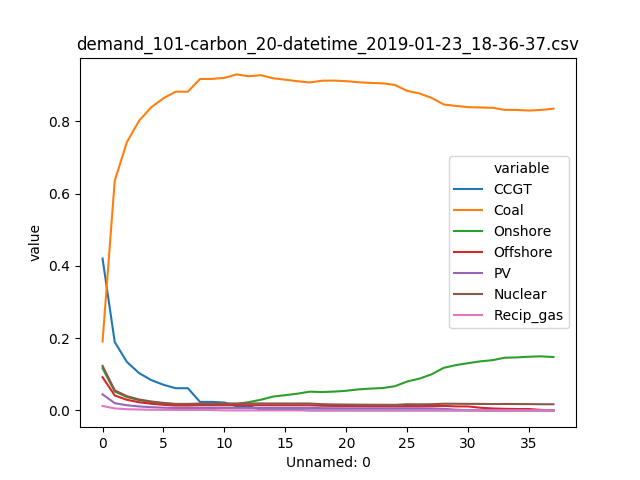 demand_101-carbon_20-datetime_2019-01-23_18-36-37.csv
value
0.8
0.6
0.4
0.2
0.0
variable
CCGT
Coal
Onshore
Offshore
PV
Nuclear
Recip_gas
0 5 10 15 20 25 30 35
Unnamed: 0